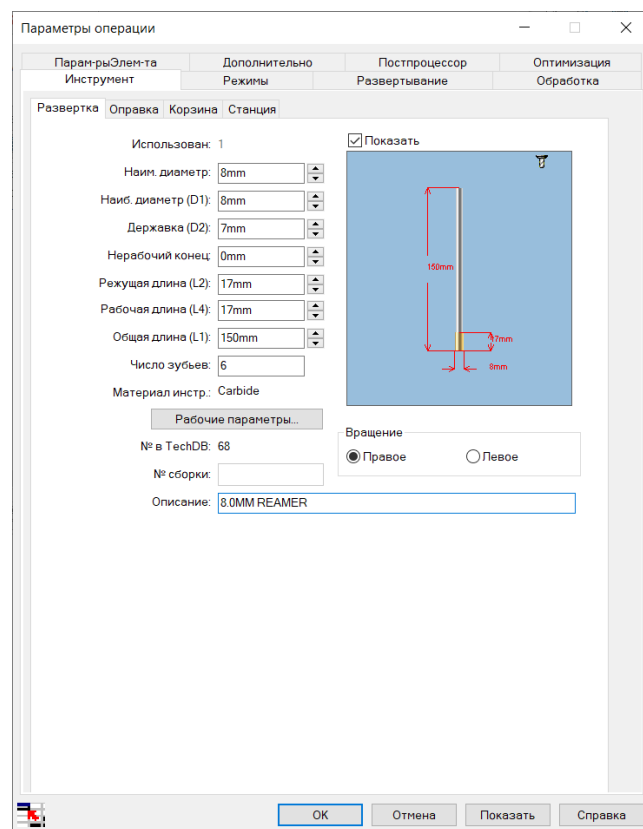 Параметры операции
Парам-рыЭлем-та Дополнительно Постпроцессор Оптимизация
Инструмент Режимы Развертывание Обработка
Развертка Оправка Корзина Станция
Использован: 1
Показать
Наим. диаметр: 8mm
Наиб. диаметр (D1): 8mm
Державка (D2): 7mm
Нерабочий конец: 0mm
Режущая длина (L2): 17mm
Рабочая длина (L4): 17mm
Общая длина (L1): 150mm
Число зубьев: 6
Материал инстр.: Carbide
150mm
17mm
8mm
Рабочие параметры...
Вращение
Правое Левое
№ в TechDB: 68
№ сборки:
Описание: 8.0MM REAMER
OK Отмена Показать Справка